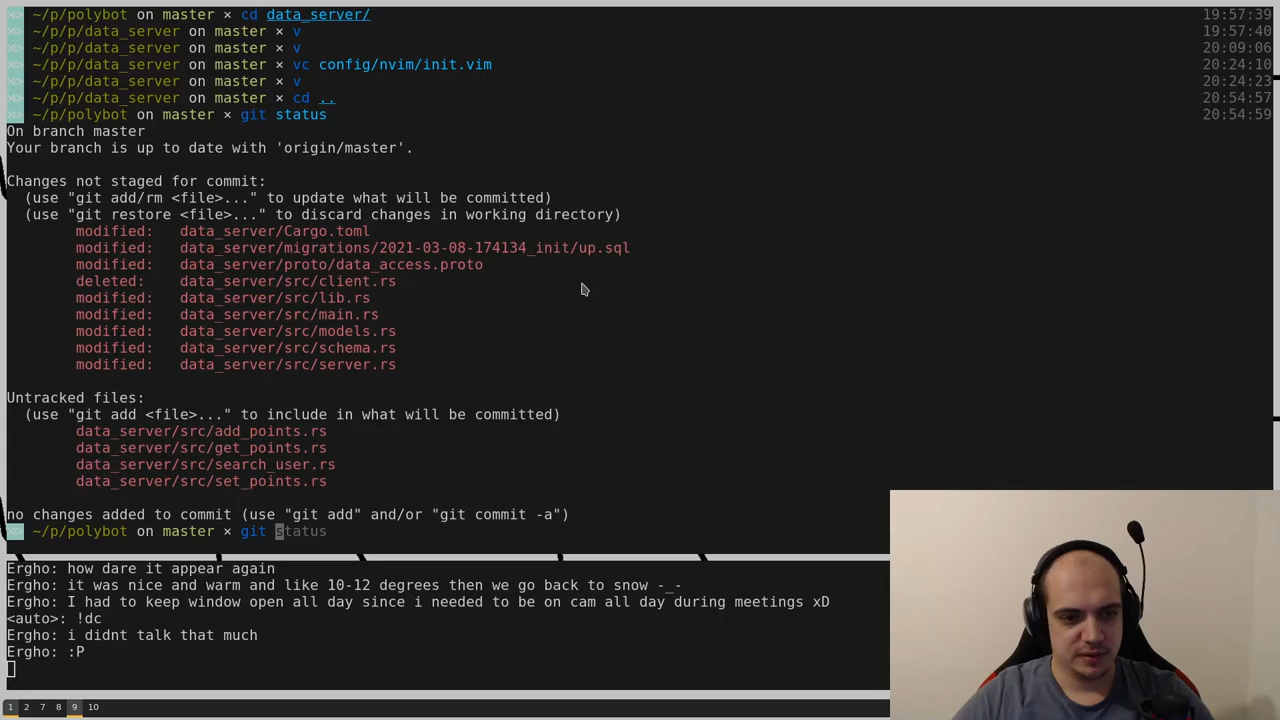 ~/p/polybot on master × cd data_server/ 19:57:39
~/p/data_server on master × v 19:57:40
~/p/data_server on master × v 20:09:06
~/p/data_server on master × vc config/nvim/init.vim 20:24:10
~/p/data_server on master × v 20:24:23
~/p/data_server on master × cd .. 20:54:57
~/p/polybot on master × git status 20:54:59
On branch master
Your branch is up to date with 'origin/master'.
Changes not staged for commit:
(use "git add/rm <file>..." to update what will be committed)
(use "git restore <file>..." to discard changes in working directory)
modified: data_server/Cargo.toml
modified: data_server/migrations/2021-03-08-174134_init/up.sql
modified: data_server/proto/data_access.proto
deleted: data_server/src/client.rs
modified: data_server/src/lib.rs
modified: data_server/src/main.rs
modified: data_server/src/models.rs
modified: data_server/src/schema.rs
modified: data_server/src/server.rs
Untracked files:
(use "git add <file>..." to include in what will be committed)
data_server/src/add_points.rs
data_server/src/get_points.rs
data_server/src/search_user.rs
data_server/src/set_points.rs
no changes added to commit (use "git add" and/or "git commit -a")
~/p/polybot on master × git status
Ergho: how dare it appear again
Ergho: it was nice and warm and like 10-12 degrees then we go back to snow -_-
Ergho: I had to keep window open all day since i needed to be on cam all day during meetings xD
<auto>: !dc
Ergho: i didnt talk that much
Ergho: :P
1 2 7 8 9 10